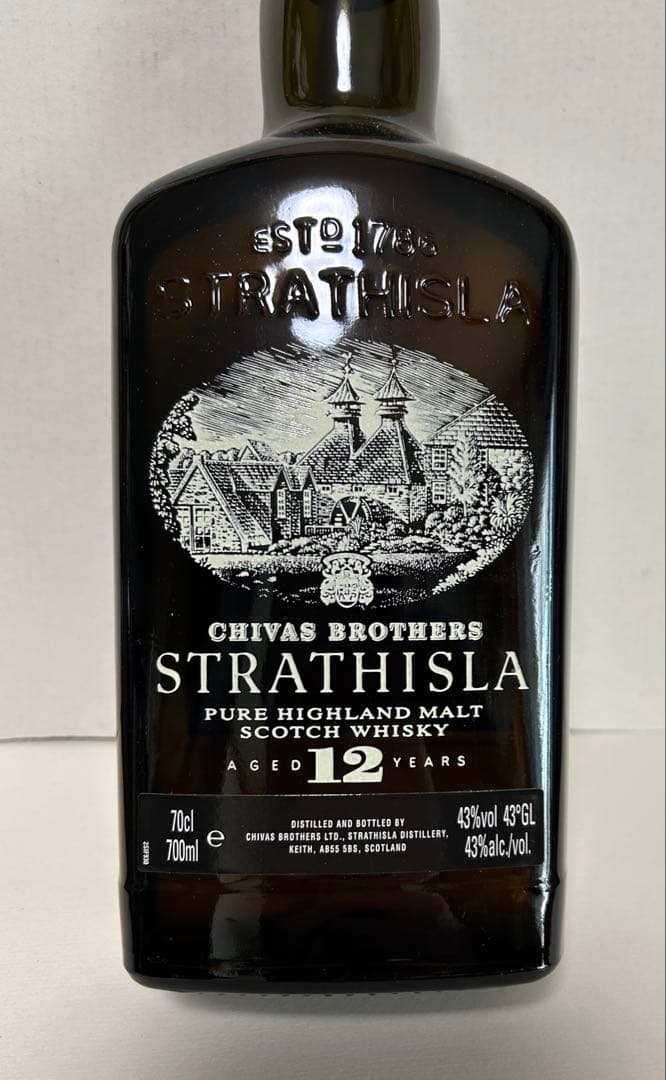 ESTD 1786
STRATHISLA
CHIVAS BROTHERS
STRATHISLA
PURE HIGHLAND MALT
SCOTCH WHISKY
AGED 12 YEARS
70cl
700ml
e
DISTILLED AND BOTTLED BY
CHIVAS BROTHERS LTD., STRATHISLA DISTILLERY,
KEITH, AB55 5BS, SCOTLAND
43%vol 43°GL
43%alc./vol.